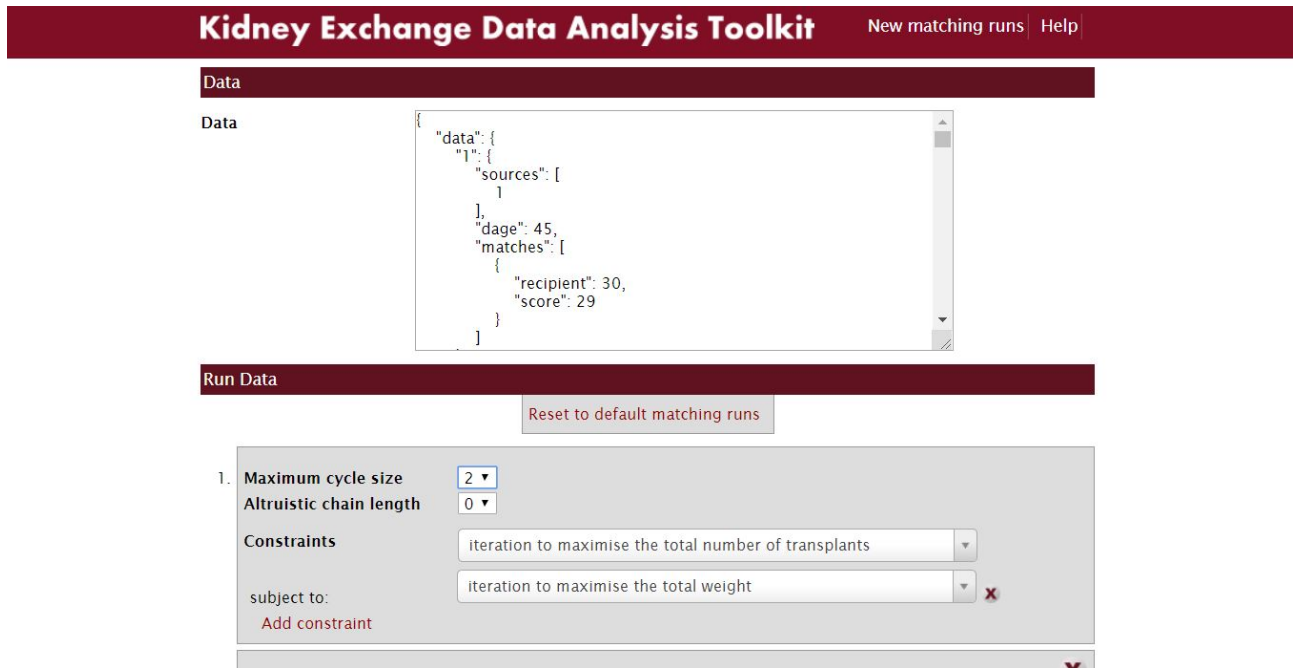 Kidney Exchange Data Analysis Toolkit New matching runs Help
Data
Data
{
"data": {
"1": {
"sources": [
1
],
"dage": 45,
"matches": [
{
"recipient": 30,
"score": 29
}
]
Run Data
Reset to default matching runs
1. Maximum cycle size 2
Altruistic chain length 0
Constraints iteration to maximise the total number of transplants
subject to: iteration to maximise the total weight x
Add constraint